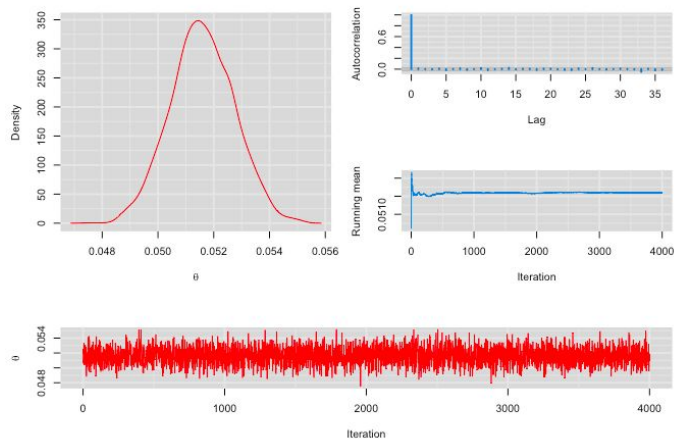 Density
350
300
250
200
150
100
50
0
0.048 0.050 0.052 0.054 0.056
θ
Autocorrelation
0.6
0.0
0 5 10 15 20 25 30 35
Lag
Running mean
0.0510
0 1000 2000 3000 4000
Iteration
θ
0.054
0.048
0 1000 2000 3000 4000
Iteration